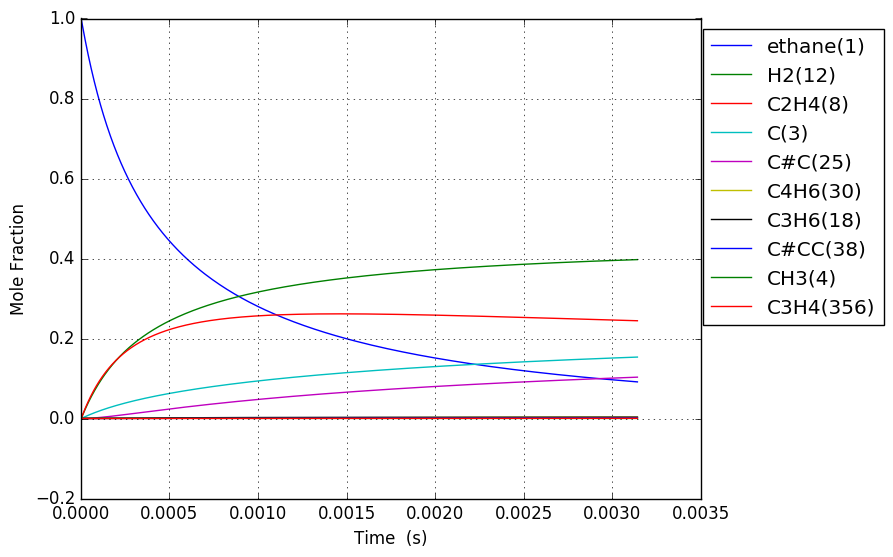 1.0
0.8
0.6
0.4
0.2
0.0
−0.2
Mole Fraction
0.0000 0.0005 0.0010 0.0015 0.0020 0.0025 0.0030 0.0035
Time (s)
ethane(1)
H2(12)
C2H4(8)
C(3)
C#C(25)
C4H6(30)
C3H6(18)
C#CC(38)
CH3(4)
C3H4(356)